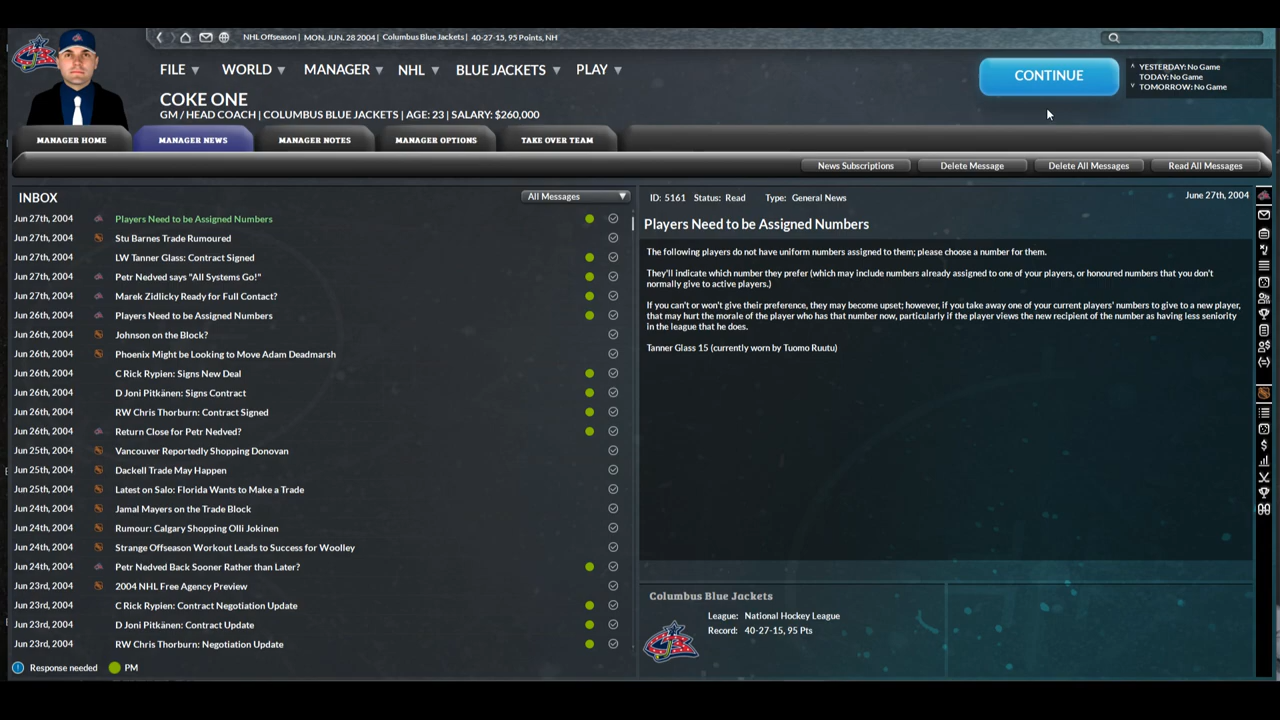 NHL Offseason | MON. JUN. 28 2004 | Columbus Blue Jackets | 40-27-15, 95 Points, NH
FILE WORLD MANAGER NHL BLUE JACKETS PLAY
CONTINUE
YESTERDAY: No Game
TODAY: No Game
TOMORROW: No Game
COKE ONE
GM / HEAD COACH | COLUMBUS BLUE JACKETS | AGE: 23 | SALARY: $260,000
MANAGER HOME MANAGER NEWS MANAGER NOTES MANAGER OPTIONS TAKE OVER TEAM
News Subscriptions Delete Message Delete All Messages Read All Messages
INBOX All Messages
Jun 27th, 2004 Players Need to be Assigned Numbers
Jun 27th, 2004 Stu Barnes Trade Rumoured
Jun 27th, 2004 LW Tanner Glass: Contract Signed
Jun 27th, 2004 Petr Nedved says "All Systems Go!"
Jun 27th, 2004 Marek Zidlicky Ready for Full Contact?
Jun 26th, 2004 Players Need to be Assigned Numbers
Jun 26th, 2004 Johnson on the Block?
Jun 26th, 2004 Phoenix Might be Looking to Move Adam Deadmarsh
Jun 26th, 2004 C Rick Rypien: Signs New Deal
Jun 26th, 2004 D Joni Pitkänen: Signs Contract
Jun 26th, 2004 RW Chris Thorburn: Contract Signed
Jun 26th, 2004 Return Close for Petr Nedved?
Jun 25th, 2004 Vancouver Reportedly Shopping Donovan
Jun 25th, 2004 Dackell Trade May Happen
Jun 25th, 2004 Latest on Salo: Florida Wants to Make a Trade
Jun 24th, 2004 Jamal Mayers on the Trade Block
Jun 24th, 2004 Rumour: Calgary Shopping Olli Jokinen
Jun 24th, 2004 Strange Offseason Workout Leads to Success for Woolley
Jun 24th, 2004 Petr Nedved Back Sooner Rather than Later?
Jun 23rd, 2004 2004 NHL Free Agency Preview
Jun 23rd, 2004 C Rick Rypien: Contract Negotiation Update
Jun 23rd, 2004 D Joni Pitkänen: Contract Update
Jun 23rd, 2004 RW Chris Thorburn: Negotiation Update
Response needed PM
ID: 5161 Status: Read Type: General News June 27th, 2004
Players Need to be Assigned Numbers
The following players do not have uniform numbers assigned to them; please choose a number for them.
They'll indicate which number they prefer (which may include numbers already assigned to one of your players, or honoured numbers that you don't
normally give to active players.)
If you can't or won't give their preference, they may become upset; however, if you take away one of your current players' numbers to give to a new player,
that may hurt the morale of the player who has that number now, particularly if the player views the new recipient of the number as having less seniority
in the league that he does.
Tanner Glass 15 (currently worn by Tuomo Ruutu)
Columbus Blue Jackets
League: National Hockey League
Record: 40-27-15, 95 Pts